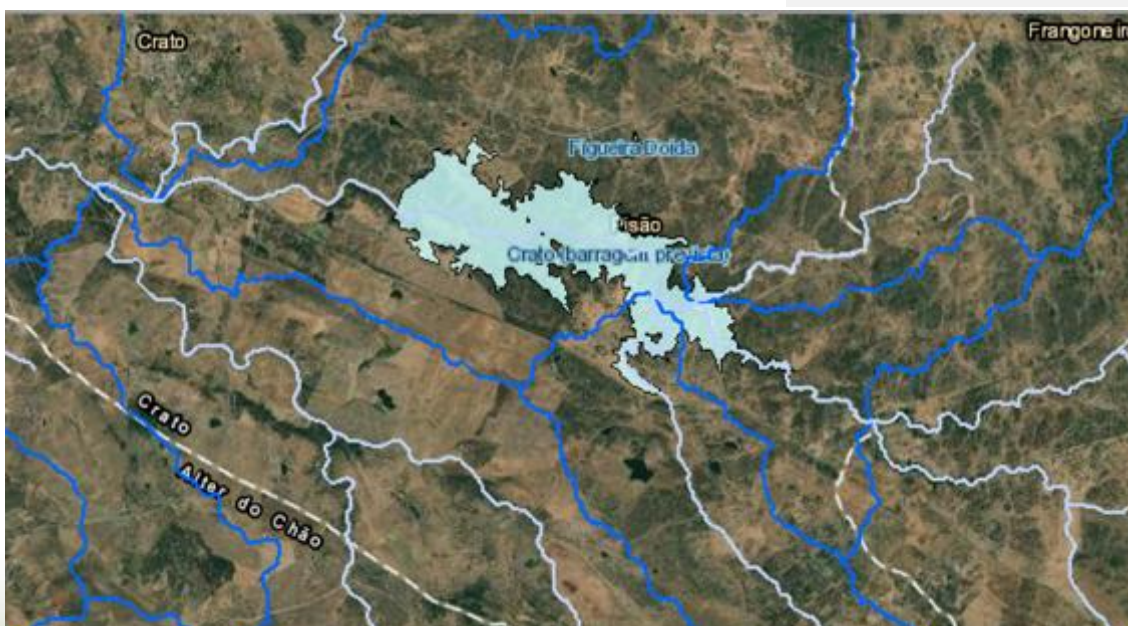 Crato
Frangoneiro
Figueira Doida
Pisão
Crato (barragem prevista)
Crato
Alter do Chão